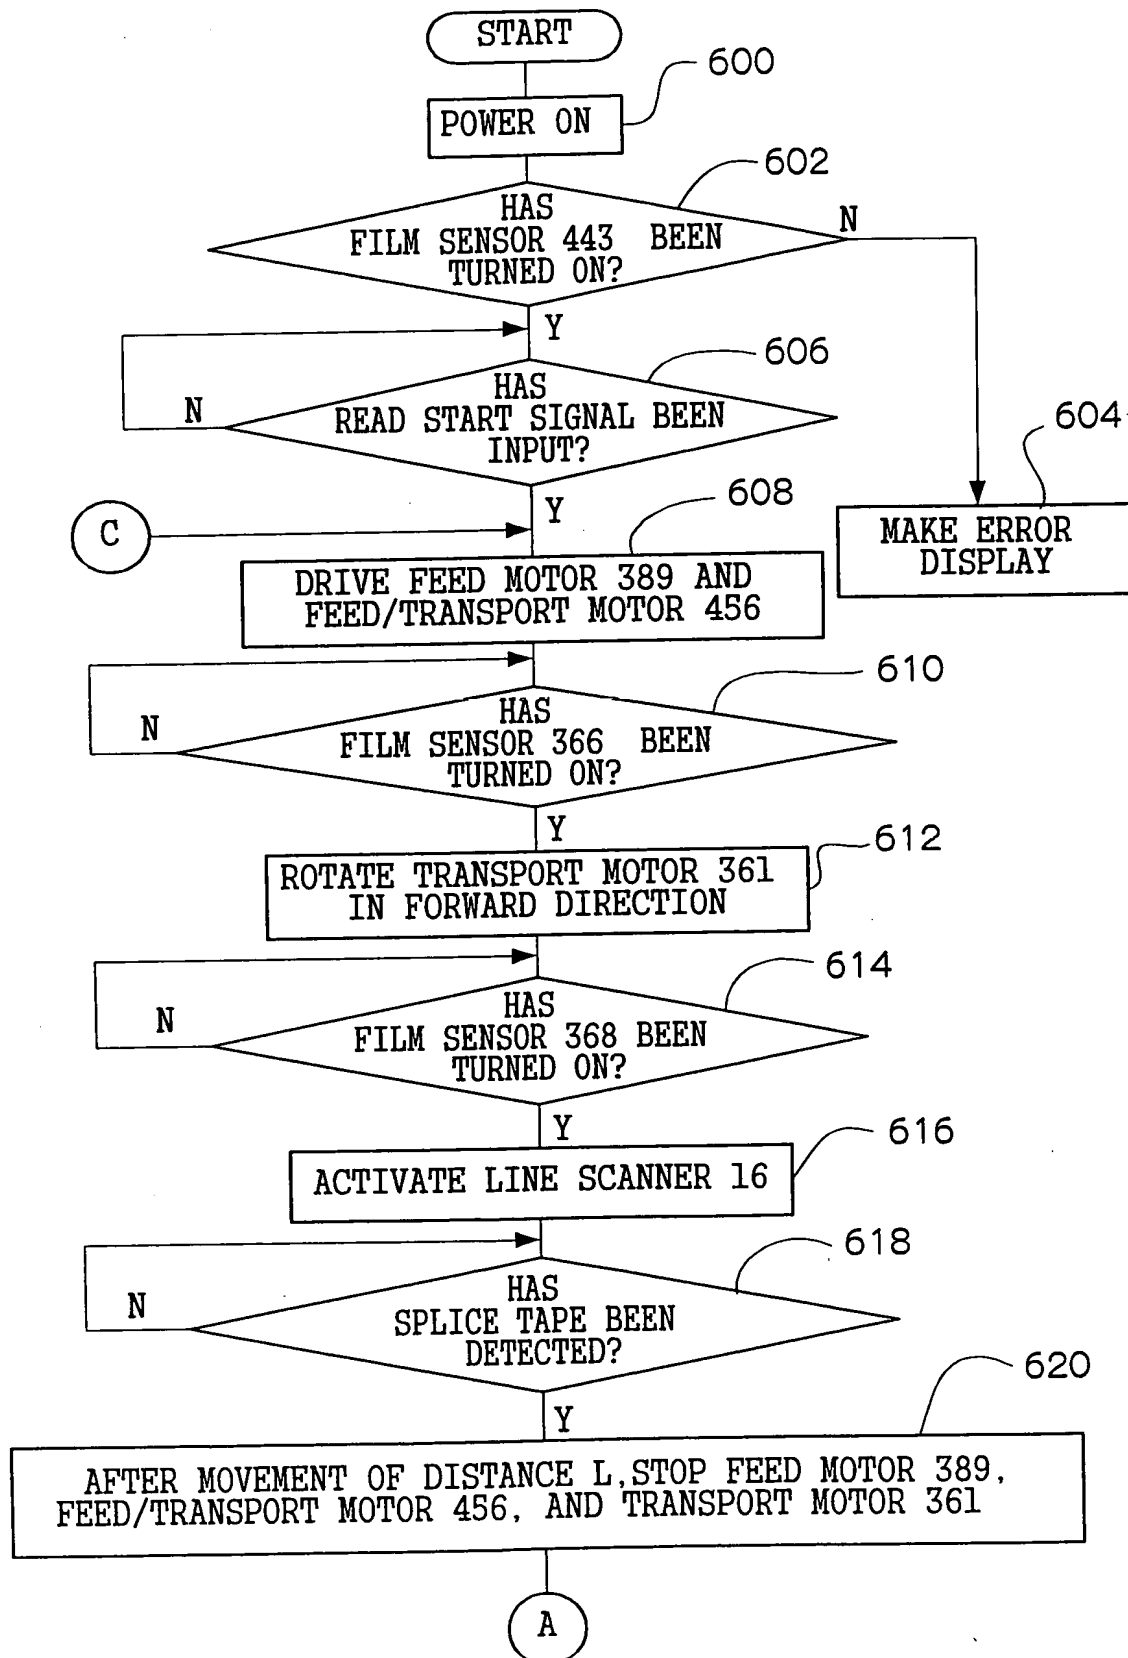 START
600
POWER ON
602
HAS
FILM SENSOR 443 BEEN
TURNED ON?
N
Y
606
HAS
READ START SIGNAL BEEN
INPUT?
N
604
MAKE ERROR
DISPLAY
Y
C
608
DRIVE FEED MOTOR 389 AND
FEED/TRANSPORT MOTOR 456
610
HAS
FILM SENSOR 366 BEEN
TURNED ON?
N
Y
612
ROTATE TRANSPORT MOTOR 361
IN FORWARD DIRECTION
614
HAS
FILM SENSOR 368 BEEN
TURNED ON?
N
Y
616
ACTIVATE LINE SCANNER 16
618
HAS
SPLICE TAPE BEEN
DETECTED?
N
Y
620
AFTER MOVEMENT OF DISTANCE L,STOP FEED MOTOR 389,
FEED/TRANSPORT MOTOR 456, AND TRANSPORT MOTOR 361
A